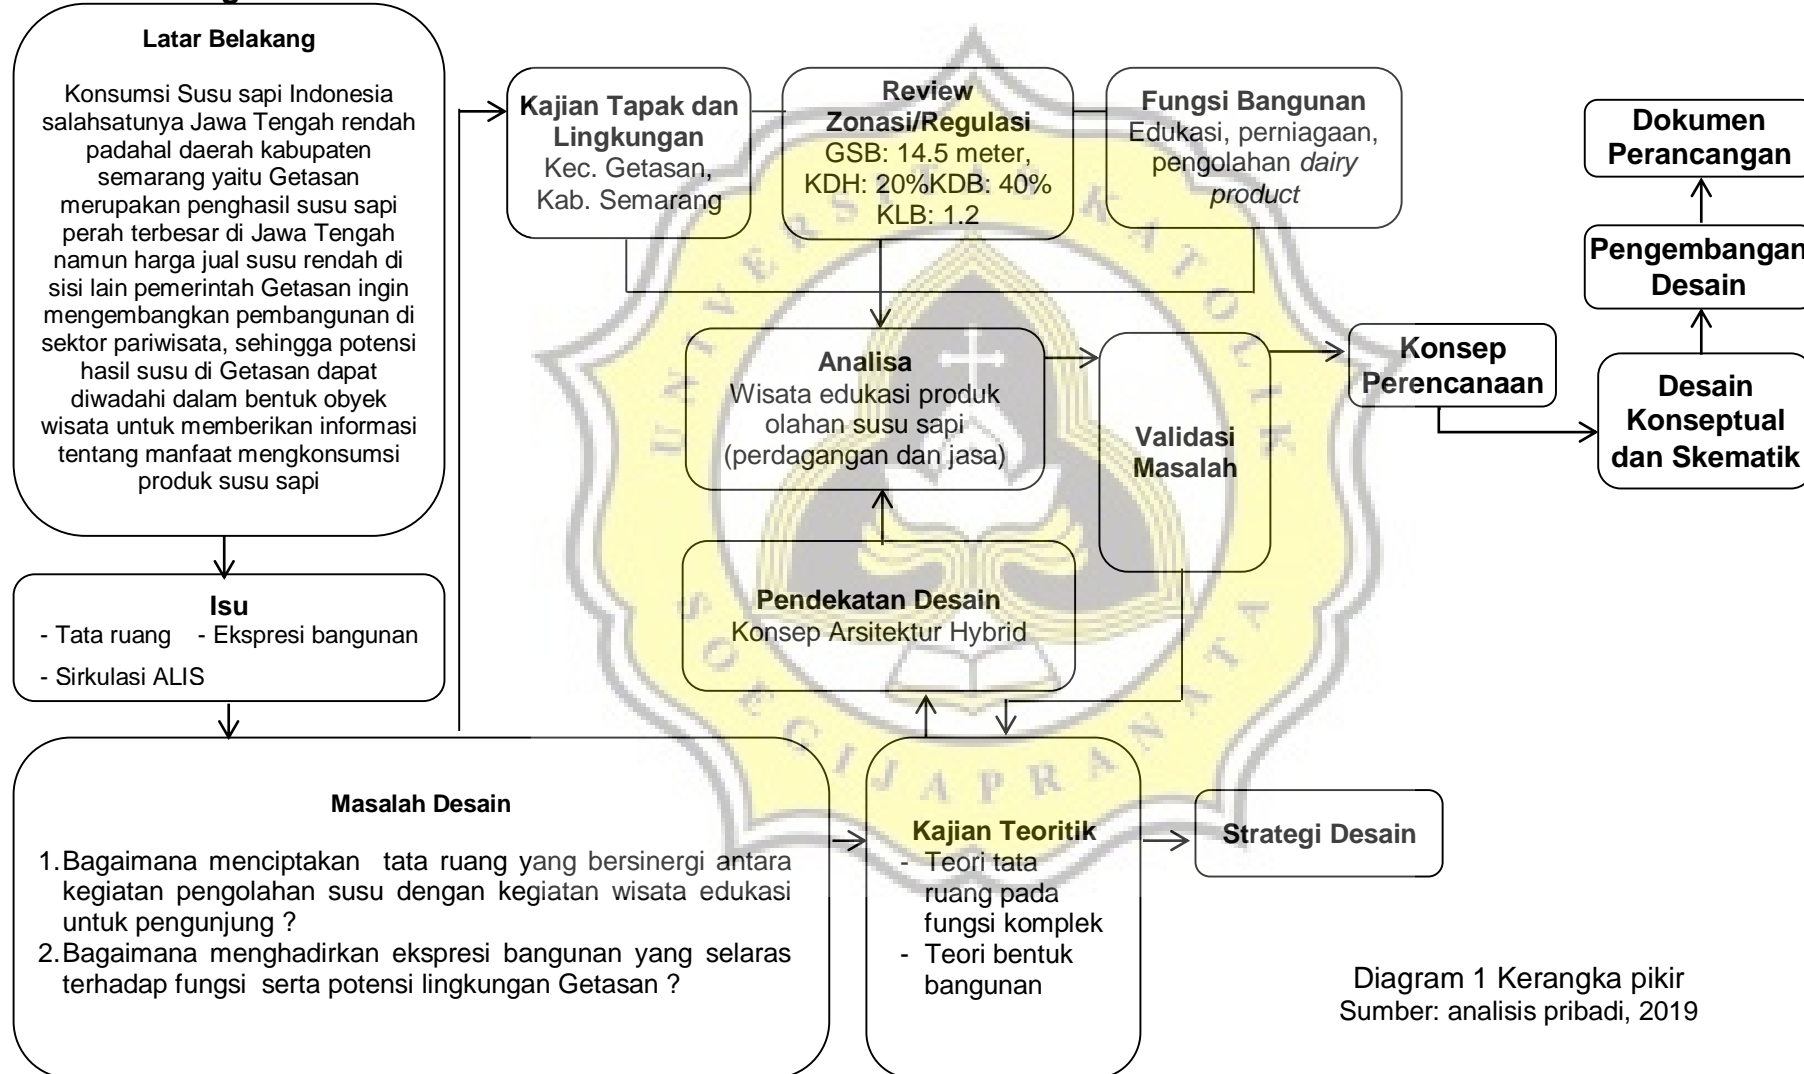 Latar Belakang
Konsumsi Susu sapi Indonesia
salahsatunya Jawa Tengah rendah
padahal daerah kabupaten
semarang yaitu Getasan
merupakan penghasil susu sapi
perah terbesar di Jawa Tengah
namun harga jual susu rendah di
sisi lain pemerintah Getasan ingin
mengembangkan pembangunan di
sektor pariwisata, sehingga potensi
hasil susu di Getasan dapat
diwadahi dalam bentuk obyek
wisata untuk memberikan informasi
tentang manfaat mengkonsumsi
produk susu sapi
Isu
- Tata ruang - Ekspresi bangunan
- Sirkulasi ALIS
Masalah Desain
1. Bagaimana menciptakan tata ruang yang bersinergi antara
kegiatan pengolahan susu dengan kegiatan wisata edukasi
untuk pengunjung ?
2. Bagaimana menghadirkan ekspresi bangunan yang selaras
terhadap fungsi serta potensi lingkungan Getasan ?
Kajian Tapak dan
Lingkungan
Kec. Getasan,
Kab. Semarang
Review
Zonasi/Regulasi
GSB: 14.5 meter,
KDH: 20%KDB: 40%
KLB: 1.2
Fungsi Bangunan
Edukasi, perniagaan,
pengolahan dairy
product
Analisa
Wisata edukasi produk
olahan susu sapi
(perdagangan dan jasa)
Pendekatan Desain
Konsep Arsitektur Hybrid
Kajian Teoritik
- Teori tata
ruang pada
fungsi komplek
- Teori bentuk
bangunan
Validasi
Masalah
Strategi Desain
Konsep
Perencanaan
Desain
Konseptual
dan Skematik
Pengembangan
Desain
Dokumen
Perancangan
UNIVERSITAS KATOLIK
SOEGIJAPRANATA
Diagram 1 Kerangka pikir
Sumber: analisis pribadi, 2019